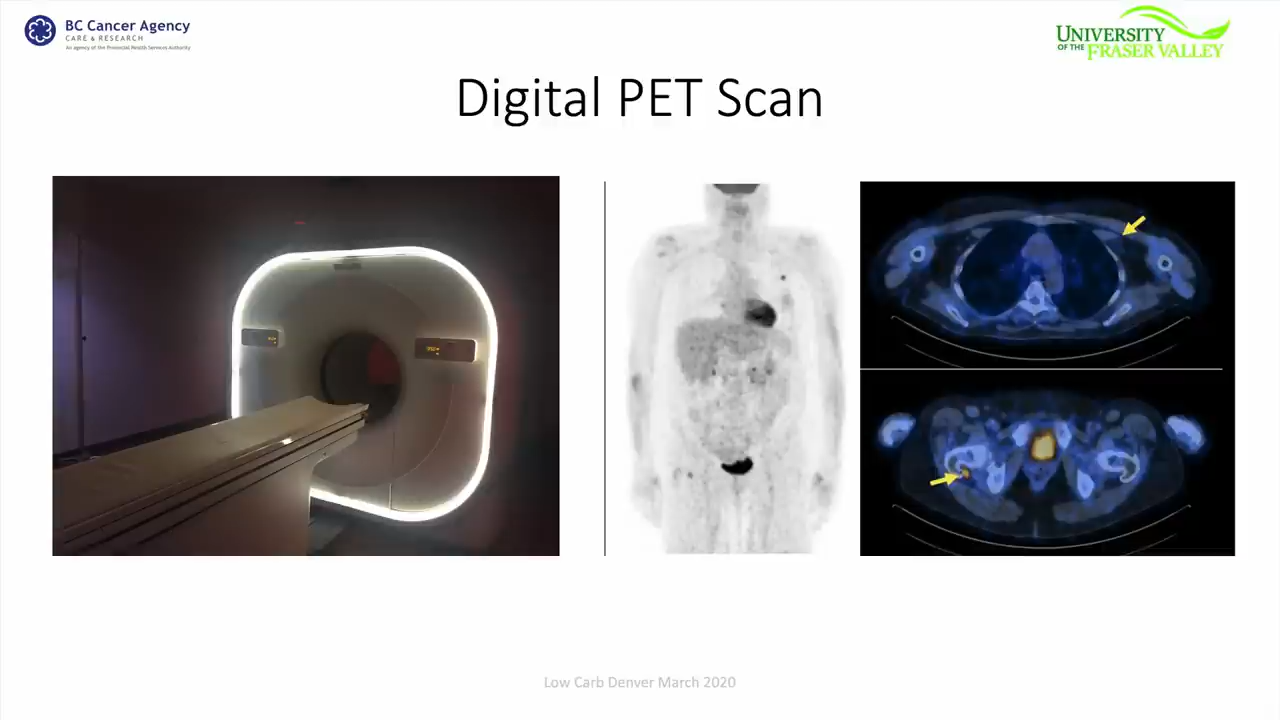 BC Cancer Agency
CARE & RESEARCH
An agency of the Provincial Health Services Authority
UNIVERSITY
OF THE FRASER VALLEY
Digital PET Scan
Low Carb Denver March 2020